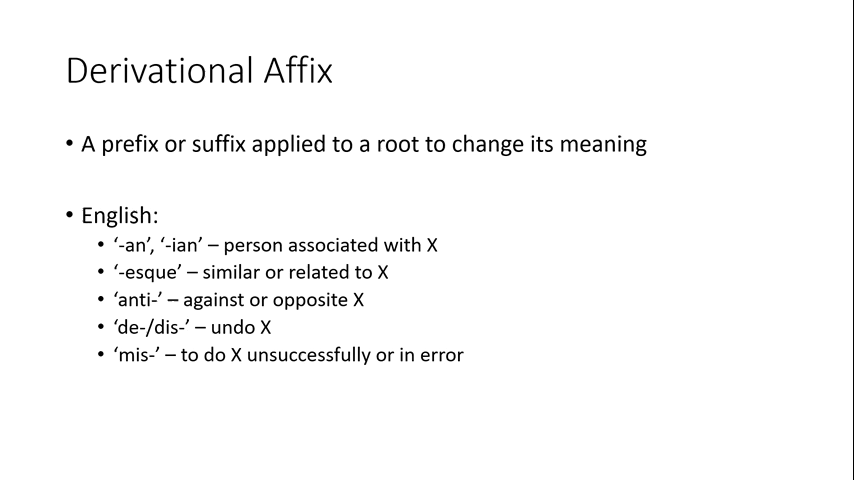 Derivational Affix
• A prefix or suffix applied to a root to change its meaning
• English:
• ‘-an’, ‘-ian’ – person associated with X
• ‘-esque’ – similar or related to X
• ‘anti-’ – against or opposite X
• ‘de-/dis-’ – undo X
• ‘mis-’ – to do X unsuccessfully or in error